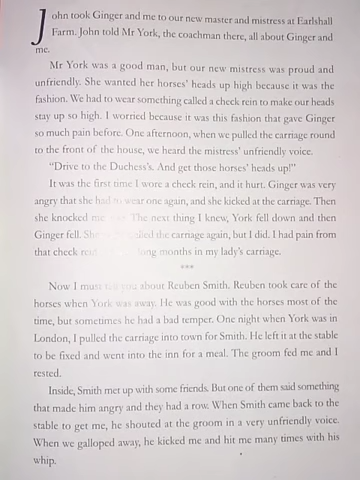 John took Ginger and me to our new master and mistress at Earlshall
Farm. John told Mr York, the coachman there, all about Ginger and
me.
Mr York was a good man, but our new mistress was proud and
unfriendly. She wanted her horses' heads up high because it was the
fashion. We had to wear something called a check rein to make our heads
stay up so high. I worried because it was this fashion that gave Ginger
so much pain before. One afternoon, when we pulled the carriage round
to the front of the house, we heard the mistress's unfriendly voice.
"Drive to the Duchess's. And get those horses' heads up!"
It was the first time I wore a check rein, and it hurt. Ginger was very
angry that she had to wear one again, and she kicked at the carriage. Then
she knocked me The next thing I knew, York fell down and then
Ginger fell. She the carriage again, but I did. I had pain from
that check long months in my lady's carriage.
***
Now I must tell you about Reuben Smith. Reuben took care of the
horses when York was away. He was good with the horses most of the
time, but sometimes he had a bad temper. One night when York was in
London, I pulled the carriage into town for Smith. He left it at the stable
to be fixed and went into the inn for a meal. The groom fed me and I
rested.
Inside, Smith met up with some friends. But one of them said something
that made him angry and they had a row. When Smith came back to the
stable to get me, he shouted at the groom in a very unfriendly voice.
When we galloped away, he kicked me and hit me many times with his
whip.